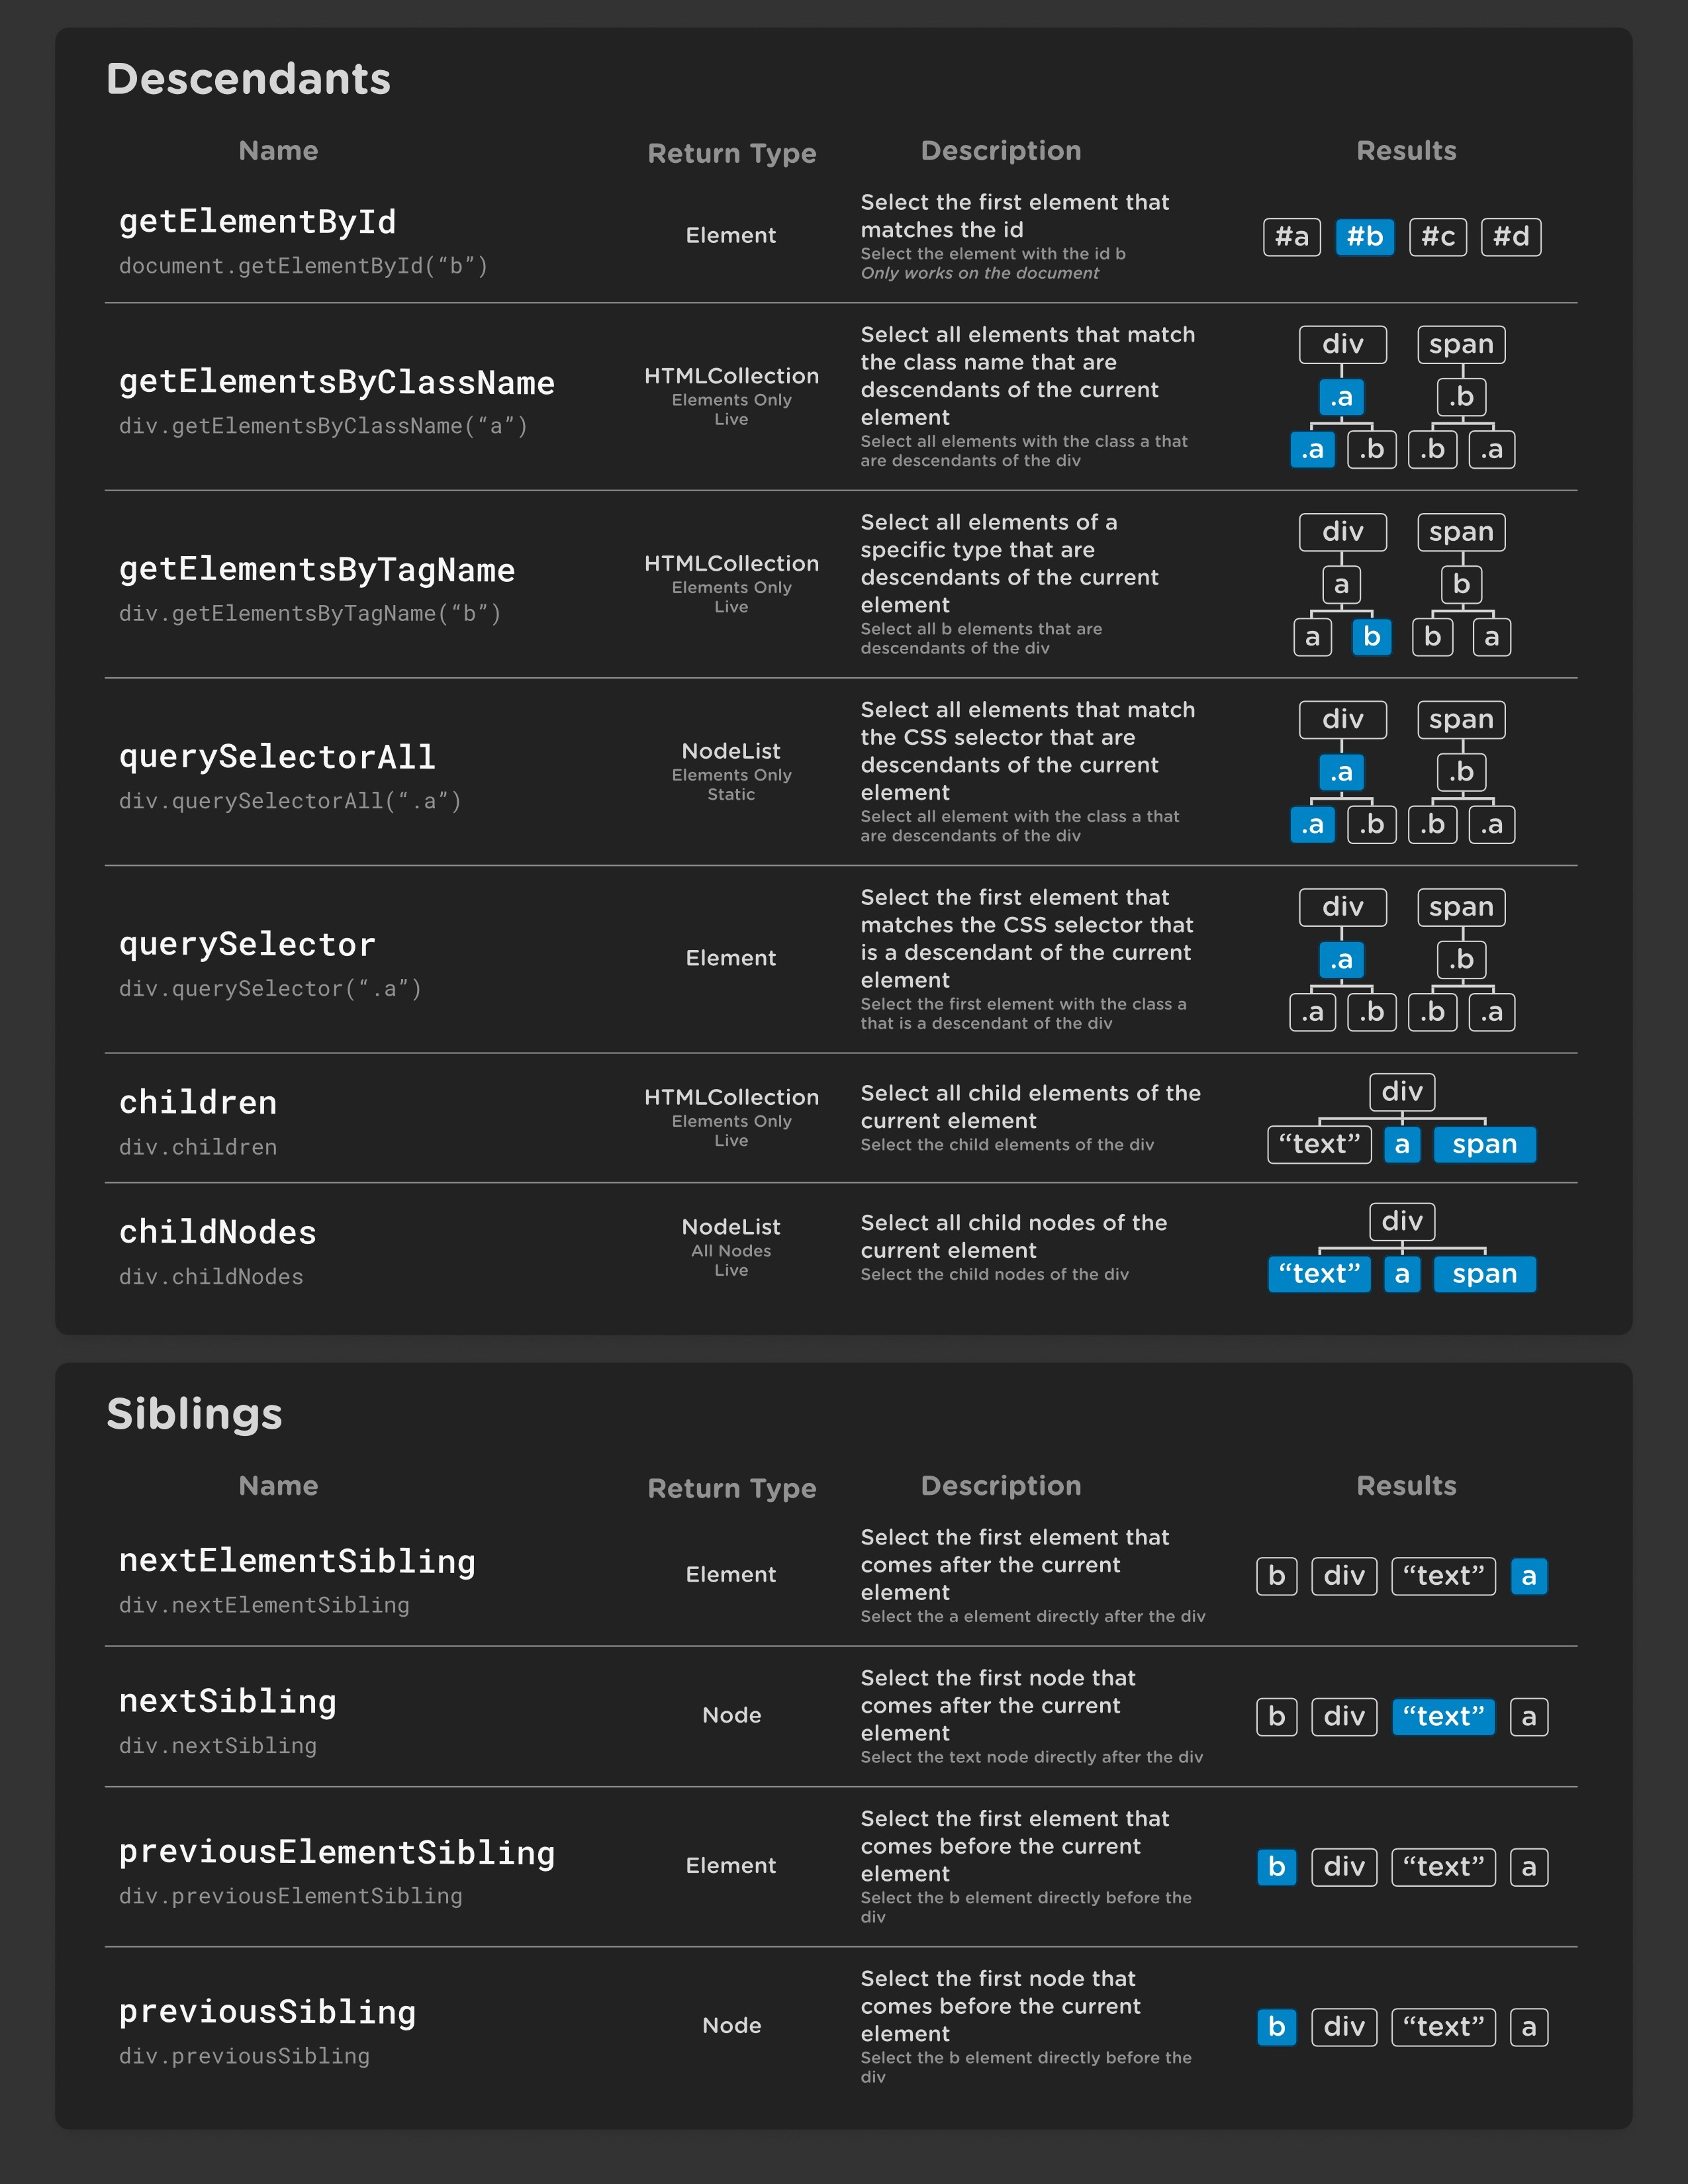 Descendants
Name
Return Type
Description
Results
getElementById
document.getElementById(“b”)
Element
Select the first element that
matches the id
Select the element with the id b
Only works on the document
#a #b #c #d
getElementsByClassName
div.getElementsByClassName(“a”)
HTMLCollection
Elements Only
Live
Select all elements that match
the class name that are
descendants of the current
element
Select all elements with the class a that
are descendants of the div
div span
.a .b
.a .b .b .a
getElementsByTagName
div.getElementsByTagName(“b”)
HTMLCollection
Elements Only
Live
Select all elements of a
specific type that are
descendants of the current
element
Select all b elements that are
descendants of the div
div span
a b
a b b a
querySelectorAll
div.querySelectorAll(“.a”)
NodeList
Elements Only
Static
Select all elements that match
the CSS selector that are
descendants of the current
element
Select all element with the class a that
are descendants of the div
div span
.a .b
.a .b .b .a
querySelector
div.querySelector(“.a”)
Element
Select the first element that
matches the CSS selector that
is a descendant of the current
element
Select the first element with the class a
that is a descendant of the div
div span
.a .b
.a .b .b .a
children
div.children
HTMLCollection
Elements Only
Live
Select all child elements of the
current element
Select the child elements of the div
div
“text” a span
childNodes
div.childNodes
NodeList
All Nodes
Live
Select all child nodes of the
current element
Select the child nodes of the div
div
“text” a span
Siblings
Name
Return Type
Description
Results
nextElementSibling
div.nextElementSibling
Element
Select the first element that
comes after the current
element
Select the a element directly after the div
b div “text” a
nextSibling
div.nextSibling
Node
Select the first node that
comes after the current
element
Select the text node directly after the div
b div “text” a
previousElementSibling
div.previousElementSibling
Element
Select the first element that
comes before the current
element
Select the b element directly before the
div
b div “text” a
previousSibling
div.previousSibling
Node
Select the first node that
comes before the current
element
Select the b element directly before the
div
b div “text” a